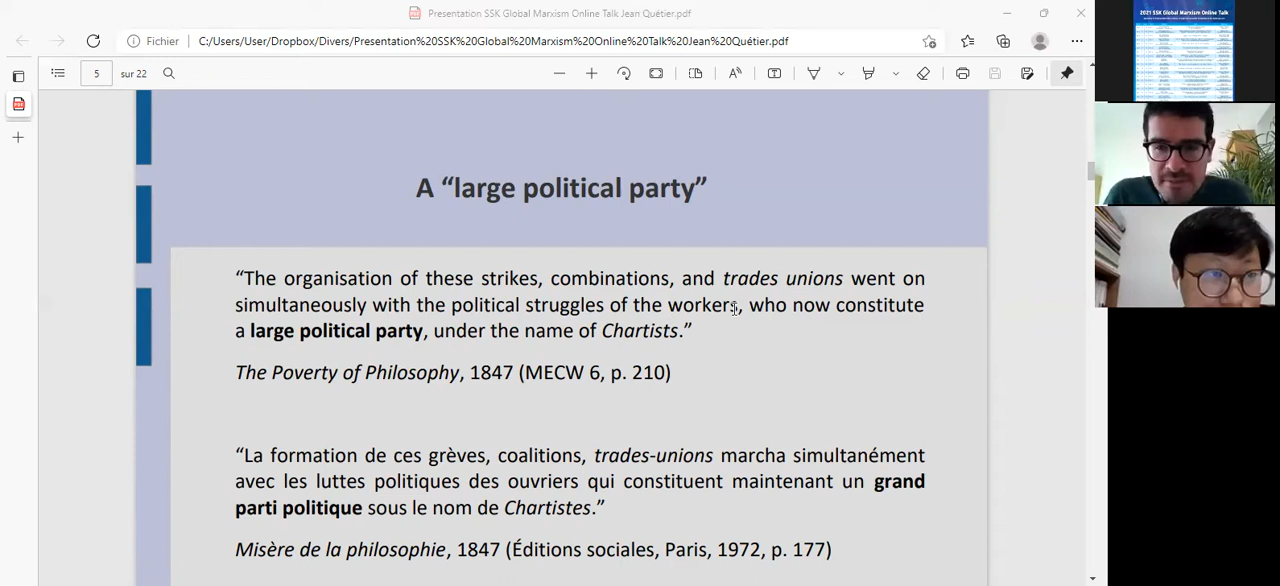 Presentation SSK Global Marxism Online Talk Jean Quétier.pdf
Fichier C:/Users/User/Dropbox/Divers/Presentation%20SSK%20Global%20Marxism%20Online%20Talk%20Jean%20Quétier.pdf
5 sur 22
A “large political party”
“The organisation of these strikes, combinations, and trades unions went on
simultaneously with the political struggles of the workers, who now constitute
a large political party, under the name of Chartists.”
The Poverty of Philosophy, 1847 (MECW 6, p. 210)
“La formation de ces grèves, coalitions, trades-unions marcha simultanément
avec les luttes politiques des ouvriers qui constituent maintenant un grand
parti politique sous le nom de Chartistes.”
Misère de la philosophie, 1847 (Éditions sociales, Paris, 1972, p. 177)
2021 SSK Global Marxism Online Talk